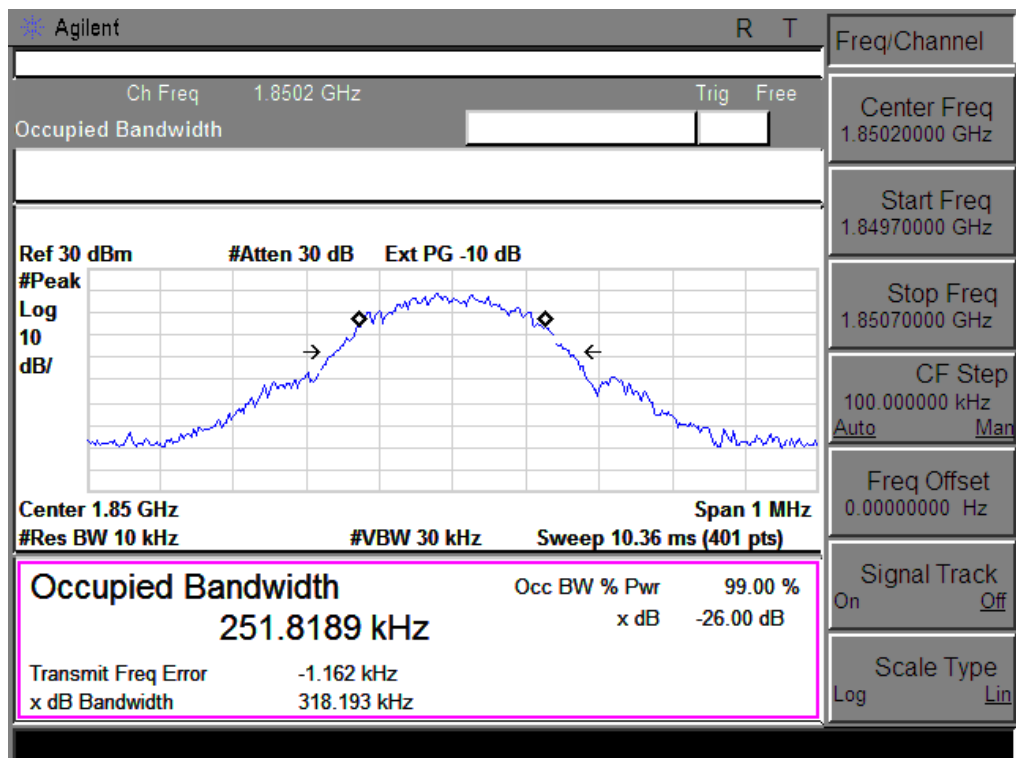 Agilent R T
Ch Freq 1.8502 GHz Trig Free
Occupied Bandwidth
Ref 30 dBm #Atten 30 dB Ext PG -10 dB
#Peak
Log
10
dB/
Center 1.85 GHz Span 1 MHz
#Res BW 10 kHz #VBW 30 kHz Sweep 10.36 ms (401 pts)
Occupied Bandwidth
251.8189 kHz
Occ BW % Pwr 99.00 %
x dB -26.00 dB
Transmit Freq Error -1.162 kHz
x dB Bandwidth 318.193 kHz
Freq/Channel
Center Freq
1.85020000 GHz
Start Freq
1.84970000 GHz
Stop Freq
1.85070000 GHz
CF Step
100.000000 kHz
Auto Man
Freq Offset
0.00000000 Hz
Signal Track
On Off
Scale Type
Log Lin